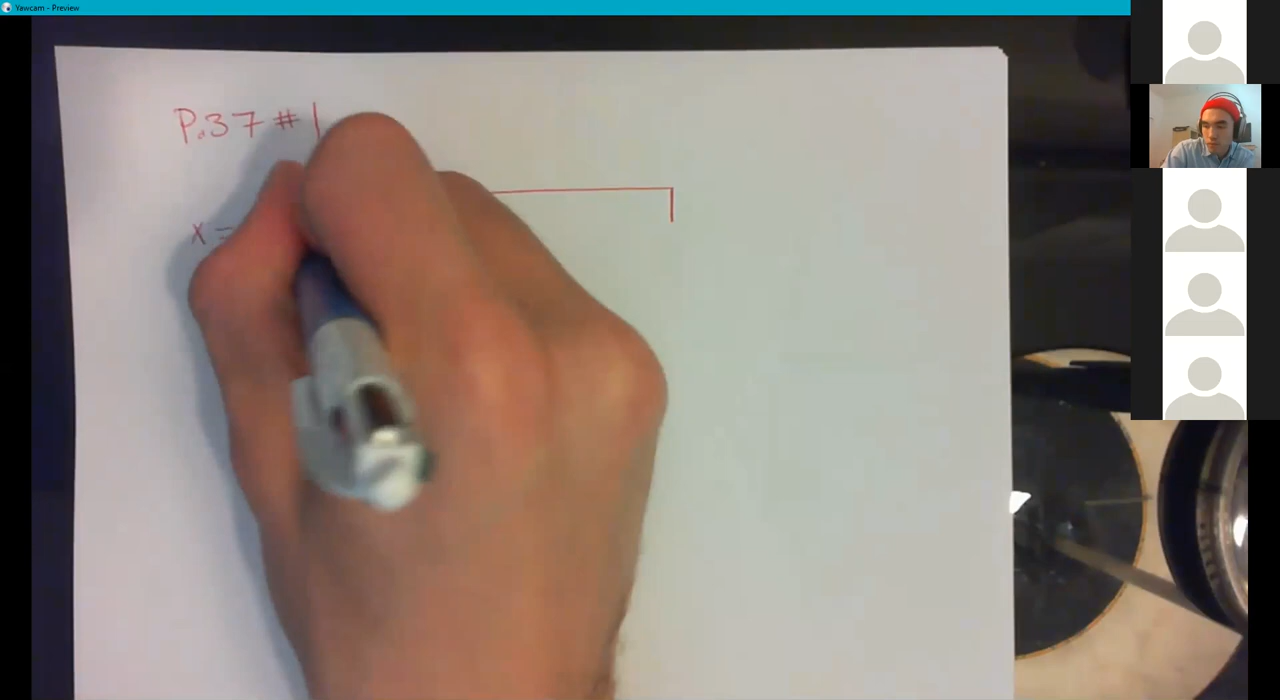 Yawcam - Preview
P.37 # 1
x =